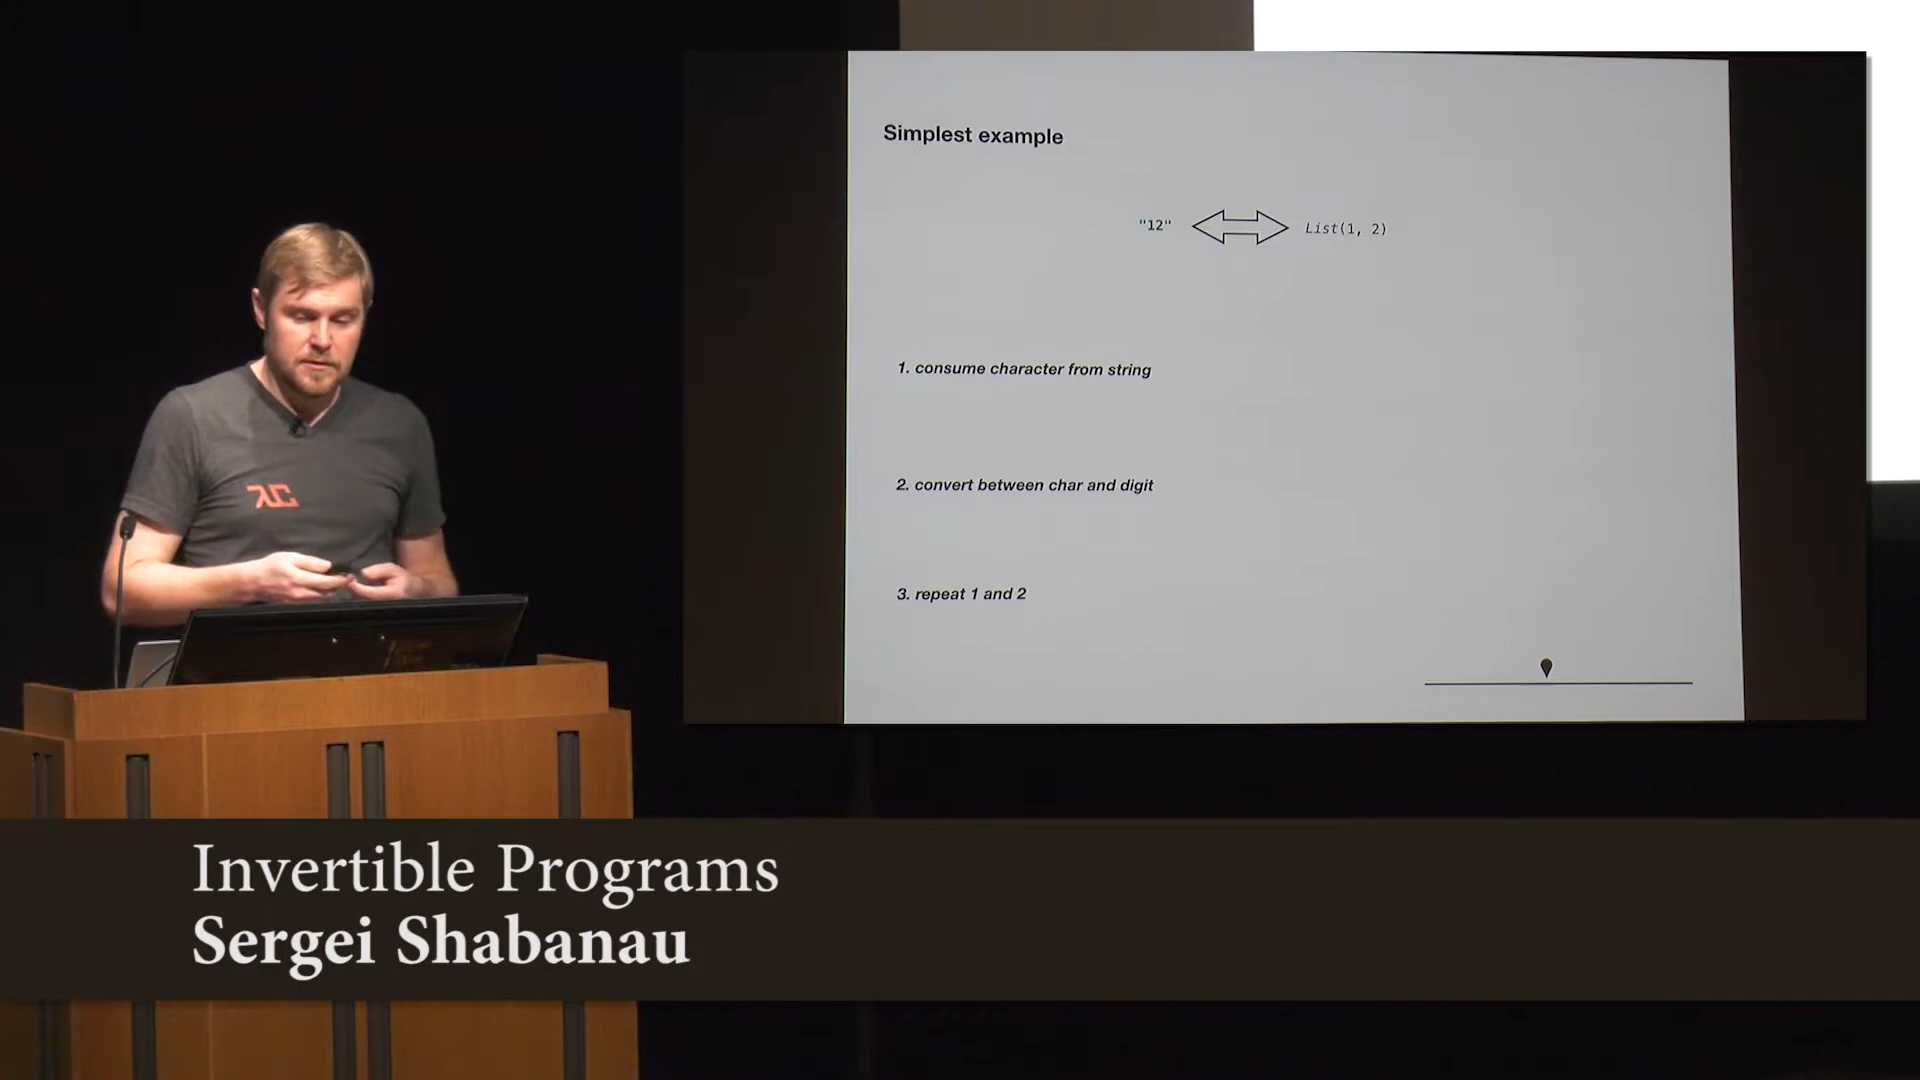 Simplest example
"12" List(1, 2)
1. consume character from string
2. convert between char and digit
3. repeat 1 and 2
λC
Invertible Programs
Sergei Shabanau